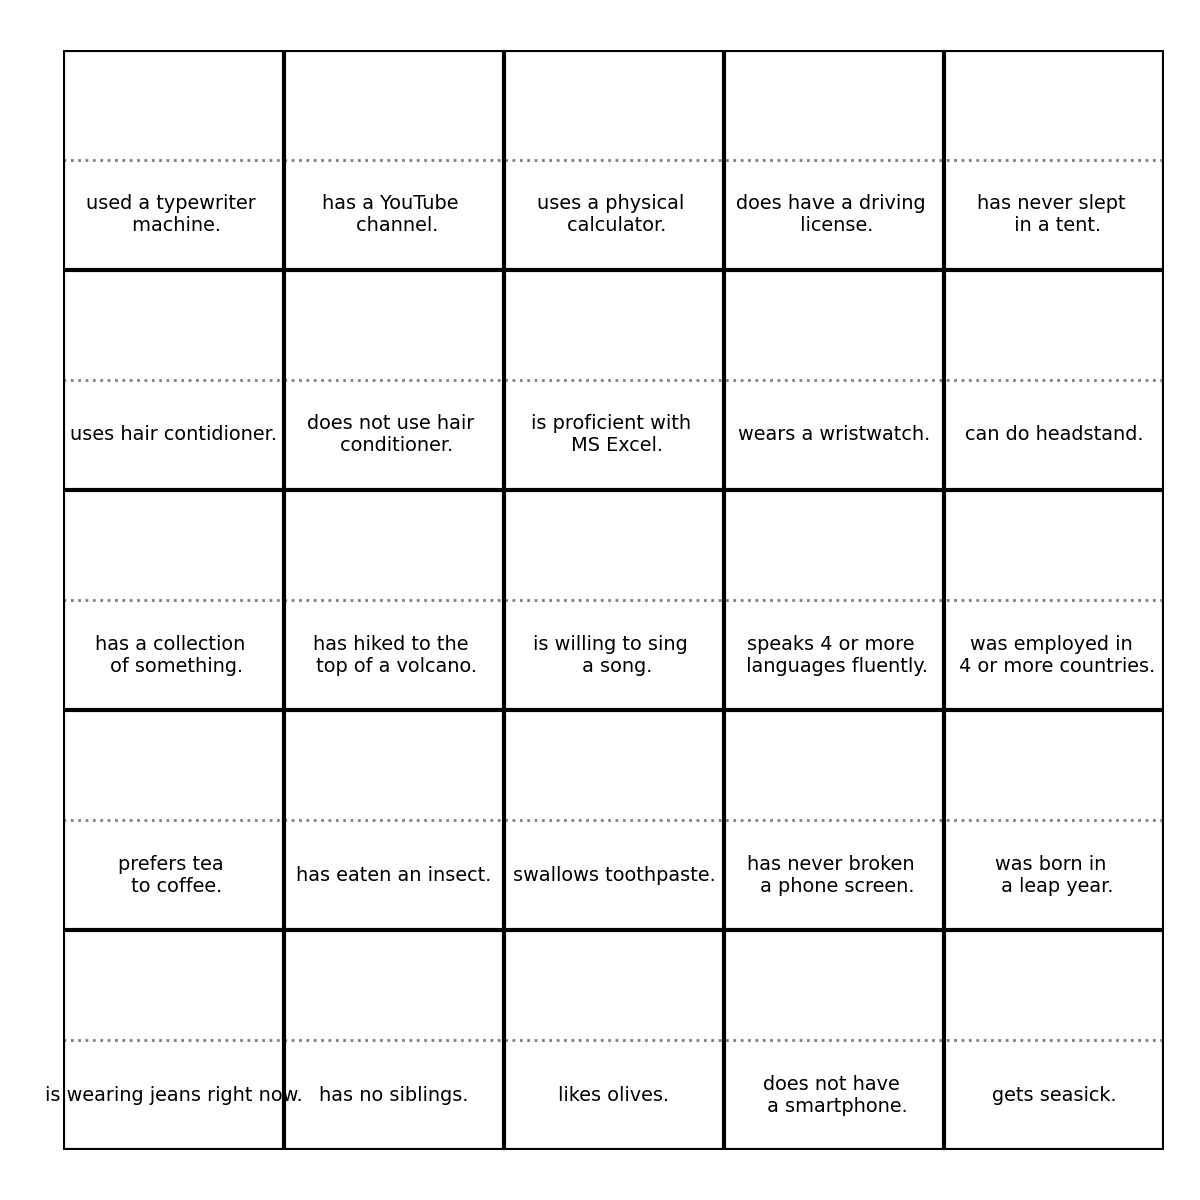 used a typewriter
machine.
has a YouTube
channel.
uses a physical
calculator.
does have a driving
license.
has never slept
in a tent.
uses hair contidioner.
does not use hair
conditioner.
is proficient with
MS Excel.
wears a wristwatch.
can do headstand.
has a collection
of something.
has hiked to the
top of a volcano.
is willing to sing
a song.
speaks 4 or more
languages fluently.
was employed in
4 or more countries.
prefers tea
to coffee.
has eaten an insect.
swallows toothpaste.
has never broken
a phone screen.
was born in
a leap year.
is wearing jeans right now.
has no siblings.
likes olives.
does not have
a smartphone.
gets seasick.